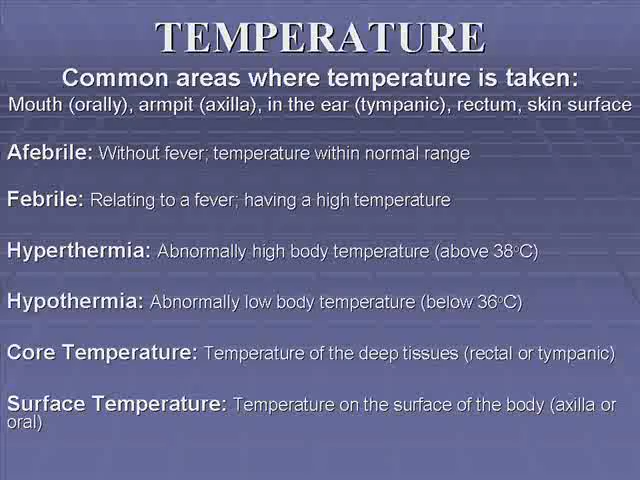 TEMPERATURE
Common areas where temperature is taken:
Mouth (orally), armpit (axilla), in the ear (tympanic), rectum, skin surface
Afebrile: Without fever; temperature within normal range
Febrile: Relating to a fever; having a high temperature
Hyperthermia: Abnormally high body temperature (above 38°C)
Hypothermia: Abnormally low body temperature (below 36°C)
Core Temperature: Temperature of the deep tissues (rectal or tympanic)
Surface Temperature: Temperature on the surface of the body (axilla or
oral)